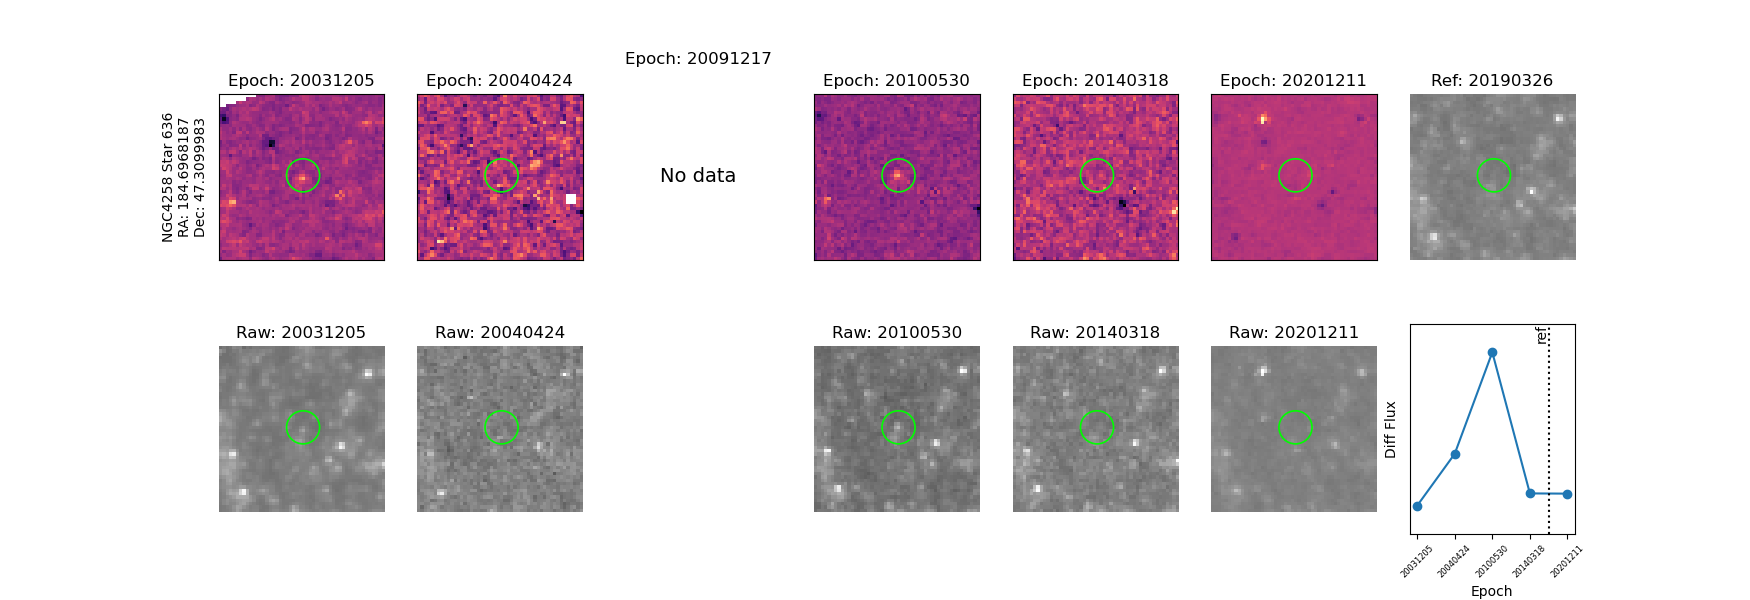 Epoch: 20091217
Epoch: 20031205
Epoch: 20040424
Epoch: 20100530
Epoch: 20140318
Epoch: 20201211
Ref: 20190326
NGC4258 Star 636
RA: 184.6968187
Dec: 47.3099983
No data
Raw: 20031205
Raw: 20040424
Raw: 20100530
Raw: 20140318
Raw: 20201211
ref
Diff Flux
20031205
20040424
20100530
20140318
20201211
Epoch